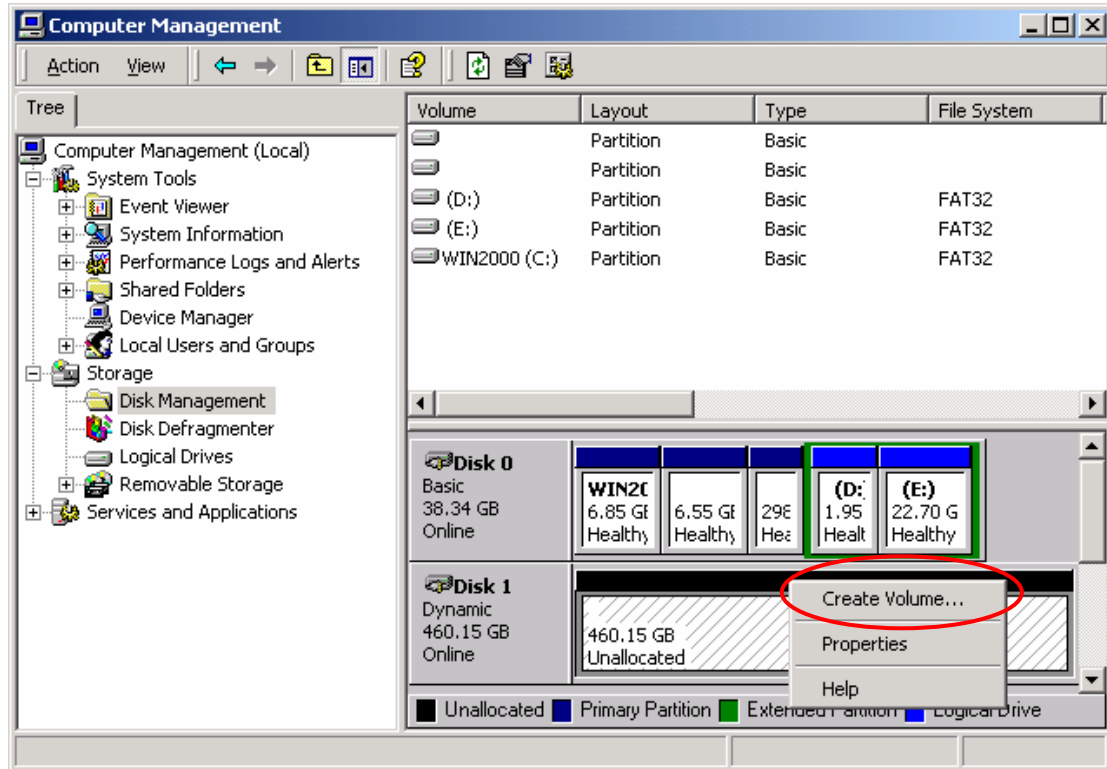 Computer Management
Action View
Tree
Computer Management (Local)
System Tools
Event Viewer
System Information
Performance Logs and Alerts
Shared Folders
Device Manager
Local Users and Groups
Storage
Disk Management
Disk Defragmenter
Logical Drives
Removable Storage
Services and Applications
Volume Layout Type File System
Partition Basic
Partition Basic
(D:) Partition Basic FAT32
(E:) Partition Basic FAT32
WIN2000 (C:) Partition Basic FAT32
Disk 0
Basic
38.34 GB
Online
WIN2(
6.85 GE
Healthy
6.55 GE
Healthy
298
Hea
(D:
1.95
Healt
(E:)
22.70 G
Healthy
Disk 1
Dynamic
460.15 GB
Online
460.15 GB
Unallocated
Create Volume...
Properties
Help
Unallocated Primary Partition Extended Partition Logical Drive